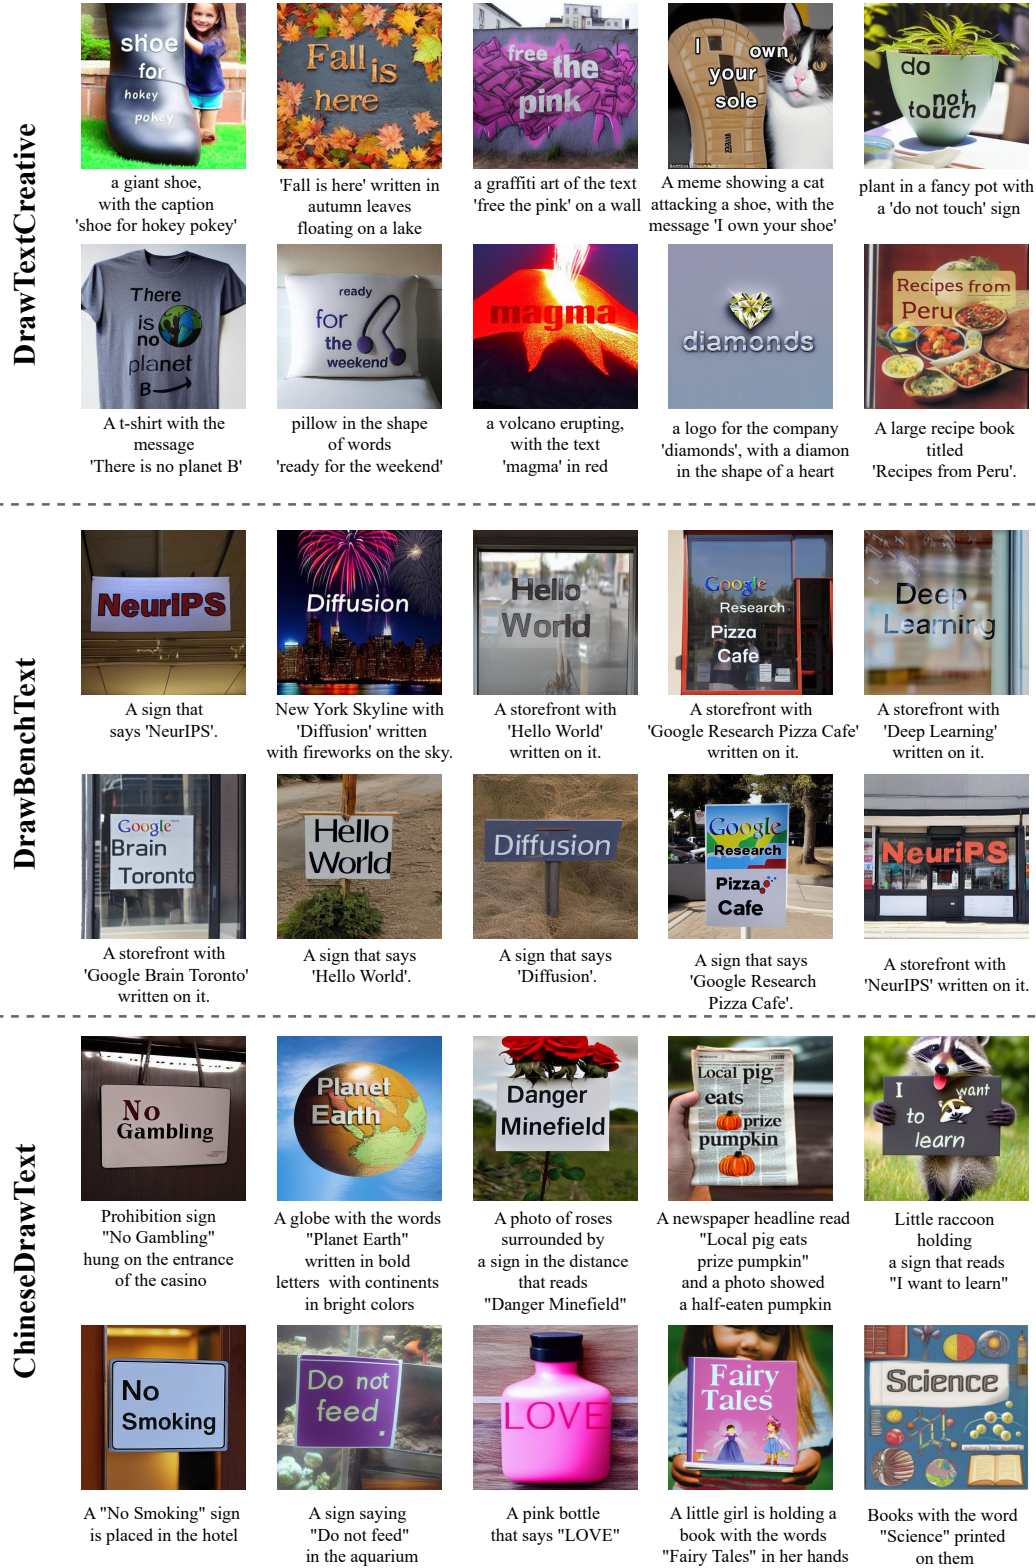 DrawTextCreative
shoe
for
hokey
pokey
Fall is
here
free the
pink
I own
your
sole
do
not
touch
a giant shoe,
with the caption
'shoe for hokey pokey'
'Fall is here' written in
autumn leaves
floating on a lake
a graffiti art of the text
'free the pink' on a wall
A meme showing a cat
attacking a shoe, with the
message 'I own your shoe'
plant in a fancy pot with
a 'do not touch' sign
There
is
no
planet
B
ready
for
the
weekend
magma
diamonds
Recipes from
Peru
A t-shirt with the
message
'There is no planet B'
pillow in the shape
of words
'ready for the weekend'
a volcano erupting,
with the text
'magma' in red
a logo for the company
'diamonds', with a diamon
in the shape of a heart
A large recipe book
titled
'Recipes from Peru'.
DrawBenchText
NeurIPS
Diffusion
Hello
World
Google
Research
Pizza
Cafe
Deep
Learning
A sign that
says 'NeurIPS'.
New York Skyline with
'Diffusion' written
with fireworks on the sky.
A storefront with
'Hello World'
written on it.
A storefront with
'Google Research Pizza Cafe'
written on it.
A storefront with
'Deep Learning'
written on it.
Google
Brain
Toronto
Hello
World
Diffusion
Google
Research
Pizza
Cafe
NeuriPS
A storefront with
'Google Brain Toronto'
written on it.
A sign that says
'Hello World'.
A sign that says
'Diffusion'.
A sign that says
'Google Research
Pizza Cafe'.
A storefront with
'NeurIPS' written on it.
ChineseDrawText
No
Gambling
Planet
Earth
Danger
Minefield
Local pig
eats
prize
pumpkin
I want
to
learn
Prohibition sign
"No Gambling"
hung on the entrance
of the casino
A globe with the words
"Planet Earth"
written in bold
letters with continents
in bright colors
A photo of roses
surrounded by
a sign in the distance
that reads
"Danger Minefield"
A newspaper headline read
"Local pig eats
prize pumpkin"
and a photo showed
a half-eaten pumpkin
Little raccoon
holding
a sign that reads
"I want to learn"
No
Smoking
Do not
feed
LOVE
Fairy
Tales
Science
A "No Smoking" sign
is placed in the hotel
A sign saying
"Do not feed"
in the aquarium
A pink bottle
that says "LOVE"
A little girl is holding a
book with the words
"Fairy Tales" in her hands
Books with the word
"Science" printed
on them